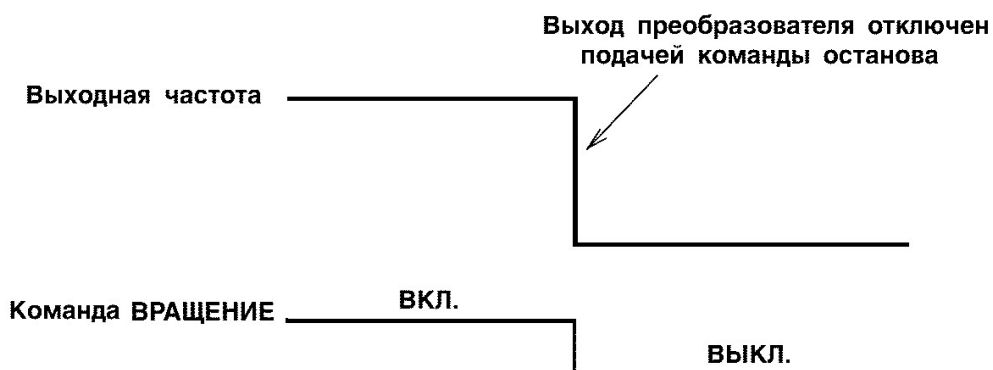 Выход преобразователя отключен
подачей команды останова
Выходная частота
ВКЛ.
Команда ВРАЩЕНИЕ
ВЫКЛ.